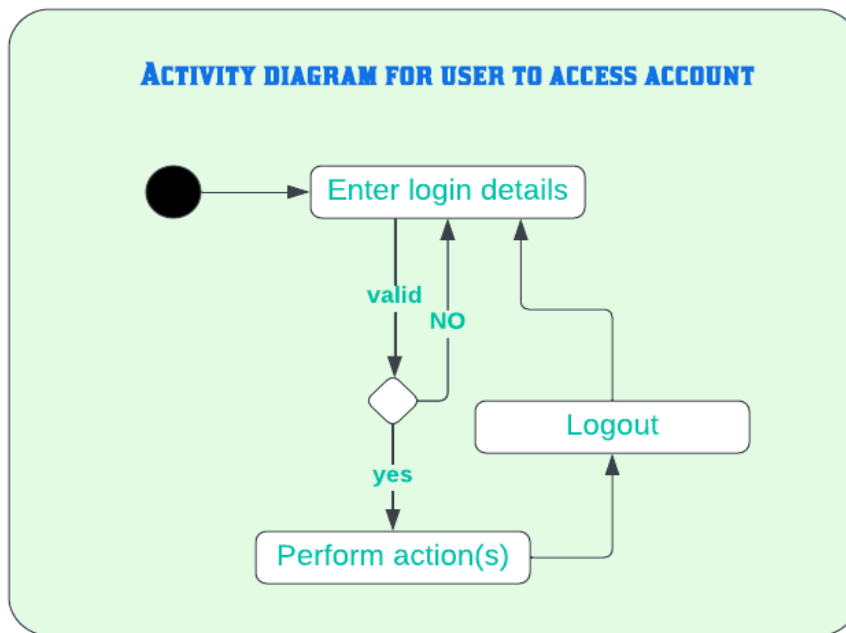 Activity diagram for user to access account
Enter login details
valid
NO
Logout
yes
Perform action(s)